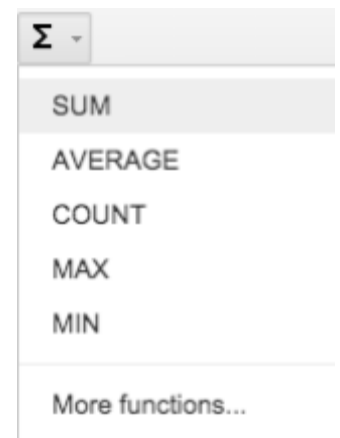 Σ
SUM
AVERAGE
COUNT
MAX
MIN
More functions...